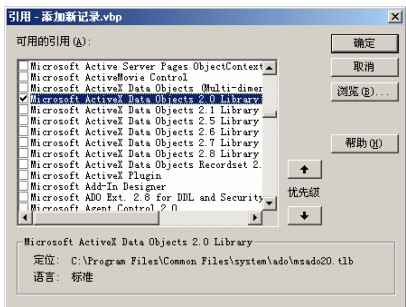 引用 - 添加新记录.vbp
可用的引用(A):
Microsoft Active Server Pages ObjectContext
Microsoft ActiveMovie Control
Microsoft ActiveX Data Objects (Multi-dimen
Microsoft ActiveX Data Objects 2.0 Library
Microsoft ActiveX Data Objects 2.1 Library
Microsoft ActiveX Data Objects 2.5 Library
Microsoft ActiveX Data Objects 2.6 Library
Microsoft ActiveX Data Objects 2.7 Library
Microsoft ActiveX Data Objects 2.8 Library
Microsoft ActiveX Data Objects Recordset 2.
Microsoft ActiveX Plugin
Microsoft Add-In Designer
Microsoft ADO Ext. 2.8 for DDL and Security
Microsoft Agent Control 2.0
确定
取消
浏览(B)...
帮助(H)
优先级
Microsoft ActiveX Data Objects 2.0 Library
定位: C:\Program Files\Common Files\system\ado\msado20.tlb
语言: 标准